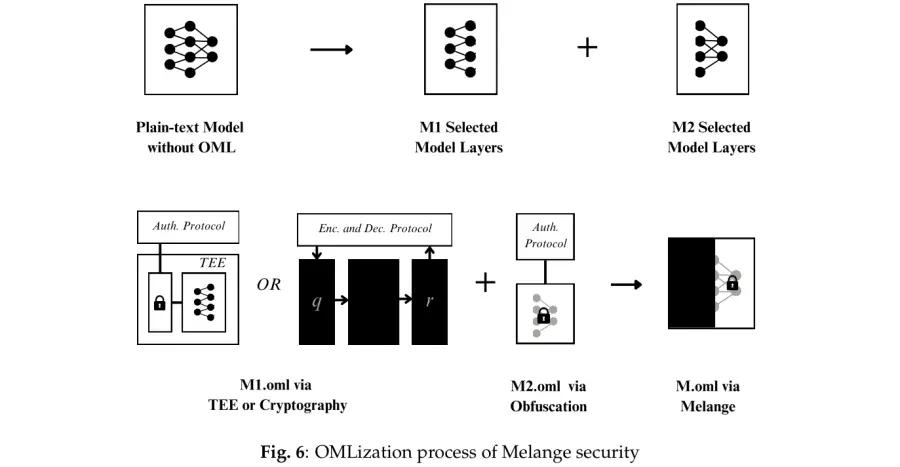 Plain-text Model
without OML
M1 Selected
Model Layers
M2 Selected
Model Layers
Auth. Protocol
TEE
OR
Enc. and Dec. Protocol
q
r
Auth.
Protocol
M1.oml via
TEE or Cryptography
M2.oml via
Obfuscation
M.oml via
Melange
Fig. 6: OMLization process of Melange security